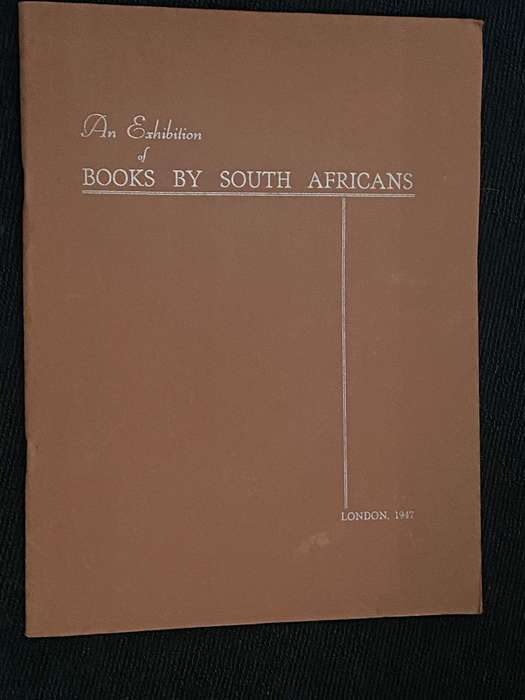 An Exhibition
of
BOOKS BY SOUTH AFRICANS
LONDON, 1947